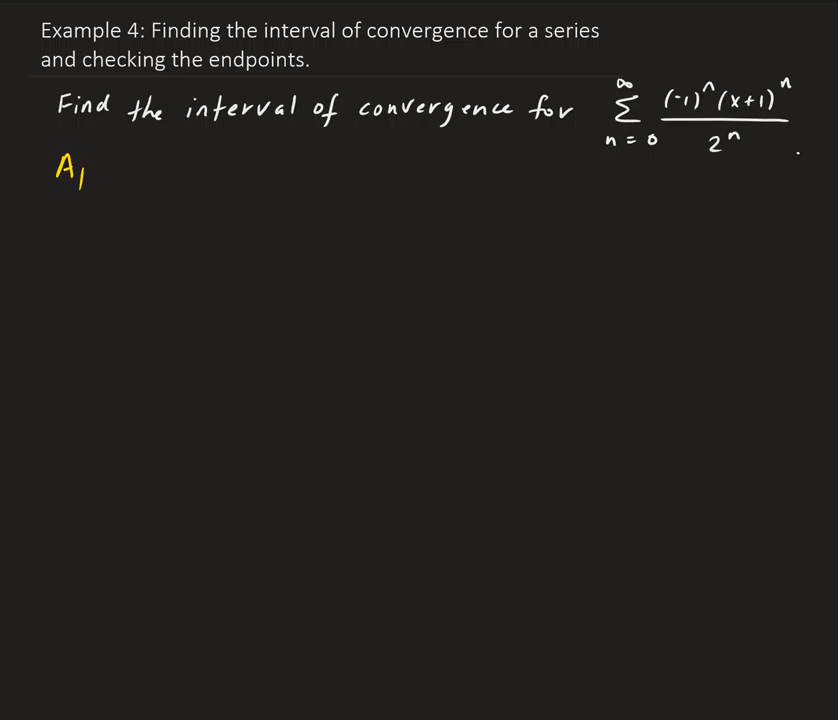 Example 4: Finding the interval of convergence for a series
and checking the endpoints.
Find the interval of convergence for ∞ Σ n = 0 (-1)^n (x+1)^n / 2^n .
A